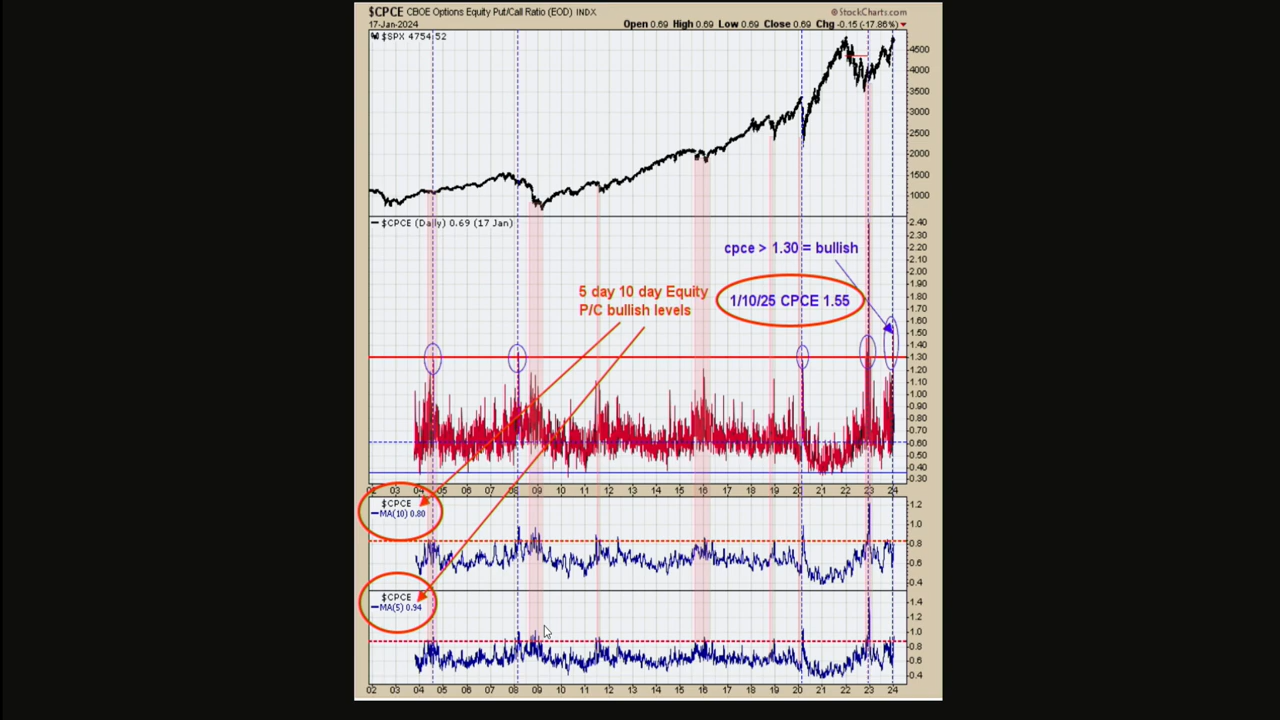 $CPCE CBOE Options Equity Put/Call Ratio (EOD) INDX
© StockCharts.com
17-Jan-2024
Open 0.69 High 0.69 Low 0.69 Close 0.69 Chg -0.15 (-17.86%)
$SPX 4754.52
4500
4000
3500
3000
2500
2000
1500
1000
$CPCE (Daily) 0.69 (17 Jan)
cpce > 1.30 = bullish
5 day 10 day Equity
P/C bullish levels
1/10/25 CPCE 1.55
2.40
2.30
2.20
2.10
2.00
1.90
1.80
1.70
1.60
1.50
1.40
1.30
1.20
1.10
1.00
0.90
0.80
0.70
0.60
0.50
0.40
0.30
02 03 04 05 06 07 08 09 10 11 12 13 14 15 16 17 18 19 20 21 22 23 24
$CPCE
MA(10) 0.80
1.2
1.0
0.8
0.6
0.4
$CPCE
MA(5) 0.94
1.4
1.2
1.0
0.8
0.6
0.4
02 03 04 05 06 07 08 09 10 11 12 13 14 15 16 17 18 19 20 21 22 23 24